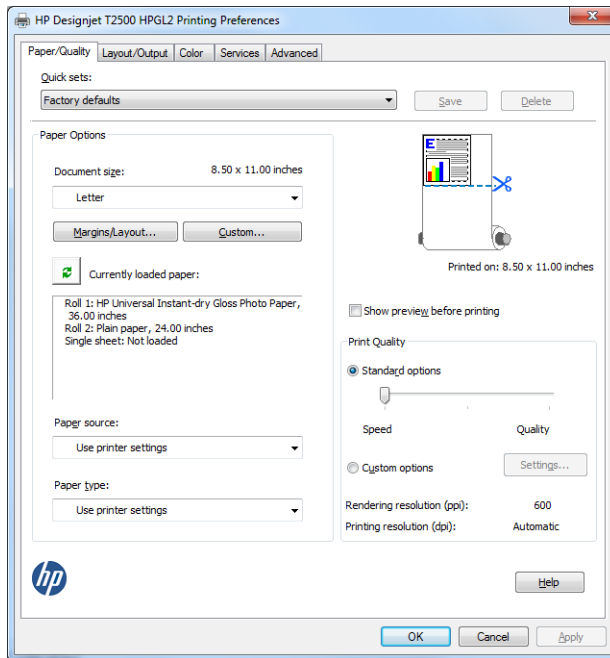 HP Designjet T2500 HPGL2 Printing Preferences
Paper/Quality Layout/Output Color Services Advanced
Quick sets:
Factory defaults
Save Delete
Paper Options
Document size: 8.50 x 11.00 inches
Letter
Margins/Layout... Custom...
Currently loaded paper:
Roll 1: HP Universal Instant-dry Gloss Photo Paper,
36.00 inches
Roll 2: Plain paper, 24.00 inches
Single sheet: Not loaded
Paper source:
Use printer settings
Paper type:
Use printer settings
E
Printed on: 8.50 x 11.00 inches
Show preview before printing
Print Quality
Standard options
Speed Quality
Custom options Settings...
Rendering resolution (ppi): 600
Printing resolution (dpi): Automatic
hp
Help
OK Cancel Apply